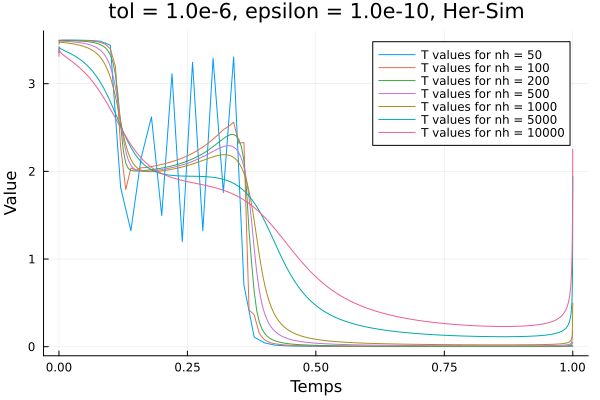 tol = 1.0e-6, epsilon = 1.0e-10, Her-Sim
T values for nh = 50
T values for nh = 100
T values for nh = 200
T values for nh = 500
T values for nh = 1000
T values for nh = 5000
T values for nh = 10000
Value
3
2
1
0
0.00 0.25 0.50 0.75 1.00
Temps